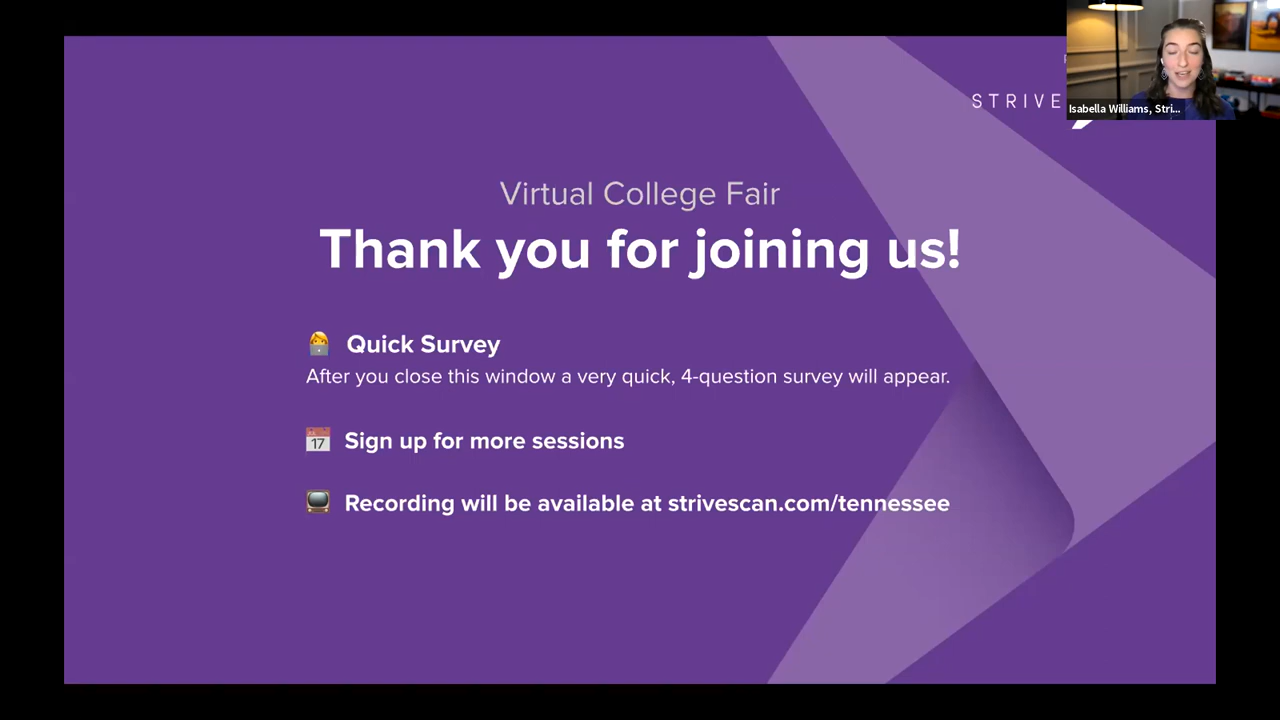 STRIVE
Isabella Williams, Stri...
Virtual College Fair
Thank you for joining us!
Quick Survey
After you close this window a very quick, 4-question survey will appear.
17
Sign up for more sessions
Recording will be available at strivescan.com/tennessee